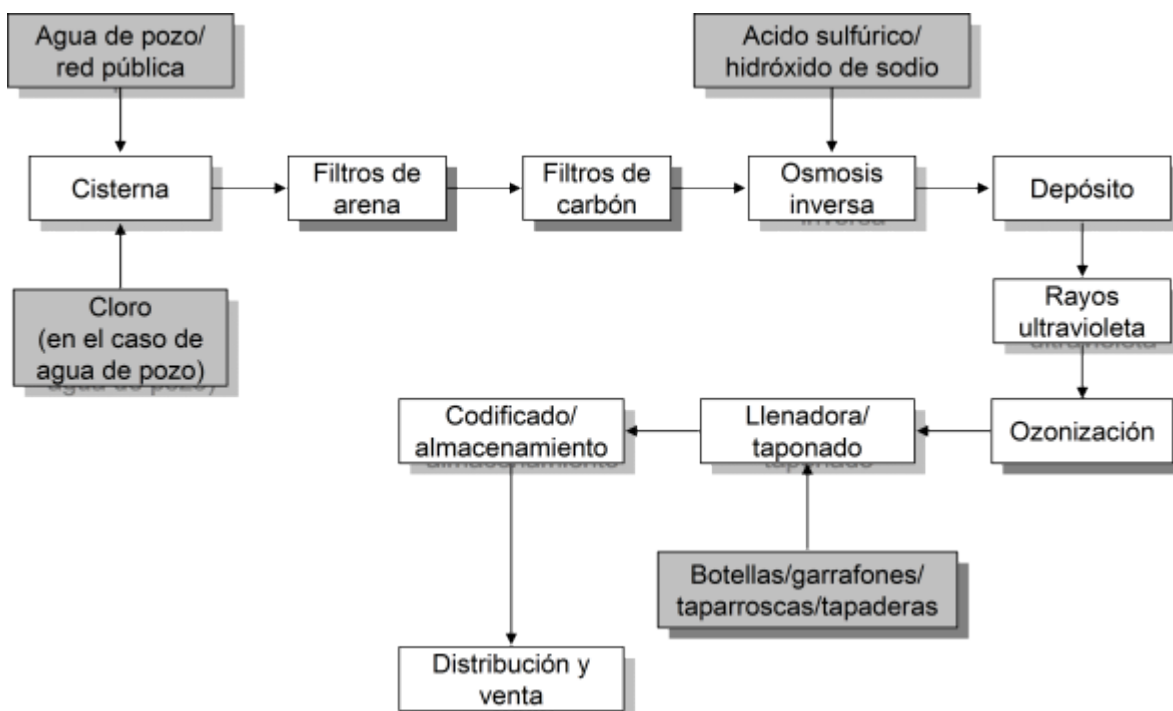 Agua de pozo/
red pública
Acido sulfúrico/
hidróxido de sodio
Cisterna
Filtros de
arena
Filtros de
carbón
Osmosis
inversa
Depósito
Cloro
(en el caso de
agua de pozo)
Rayos
ultravioleta
Codificado/
almacenamiento
Llenadora/
taponado
Ozonización
Botellas/garrafones/
taparroscas/tapaderas
Distribución y
venta